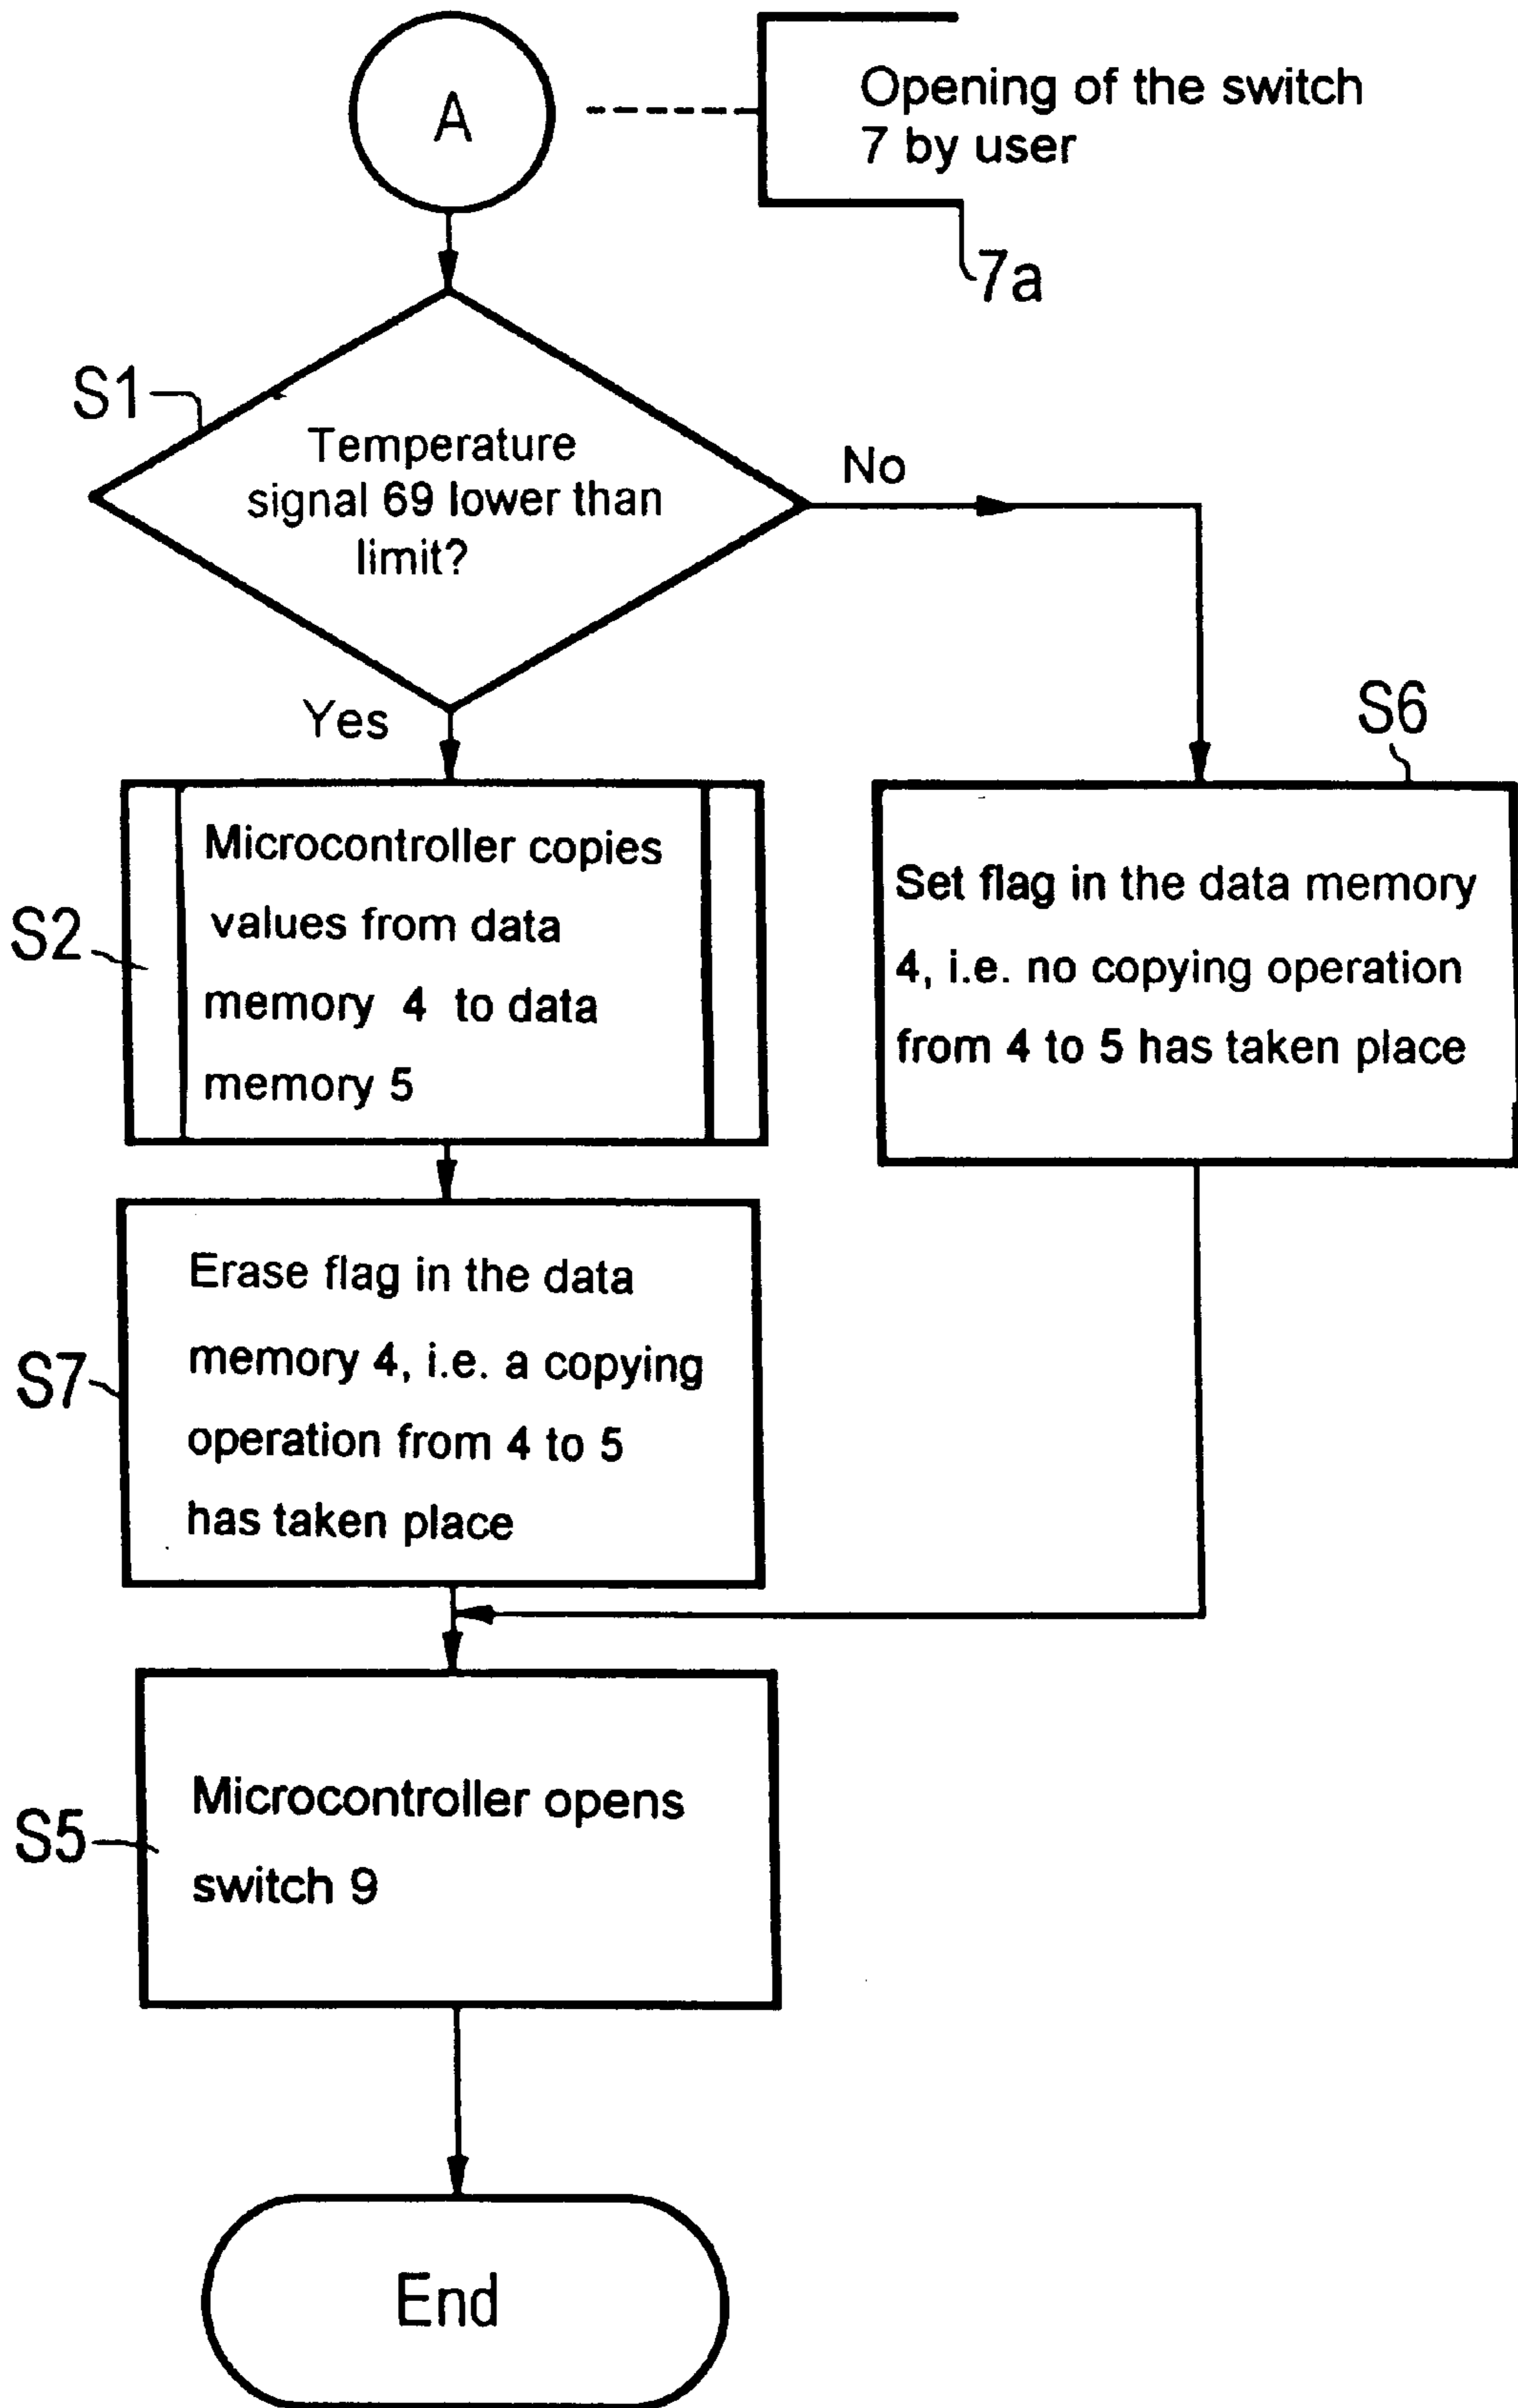 A
Opening of the switch
7 by user
7a
S1
Temperature
signal 69 lower than
limit?
No
Yes
S6
S2
Microcontroller copies
values from data
memory 4 to data
memory 5
Set flag in the data memory
4, i.e. no copying operation
from 4 to 5 has taken place
S7
Erase flag in the data
memory 4, i.e. a copying
operation from 4 to 5
has taken place
S5
Microcontroller opens
switch 9
End